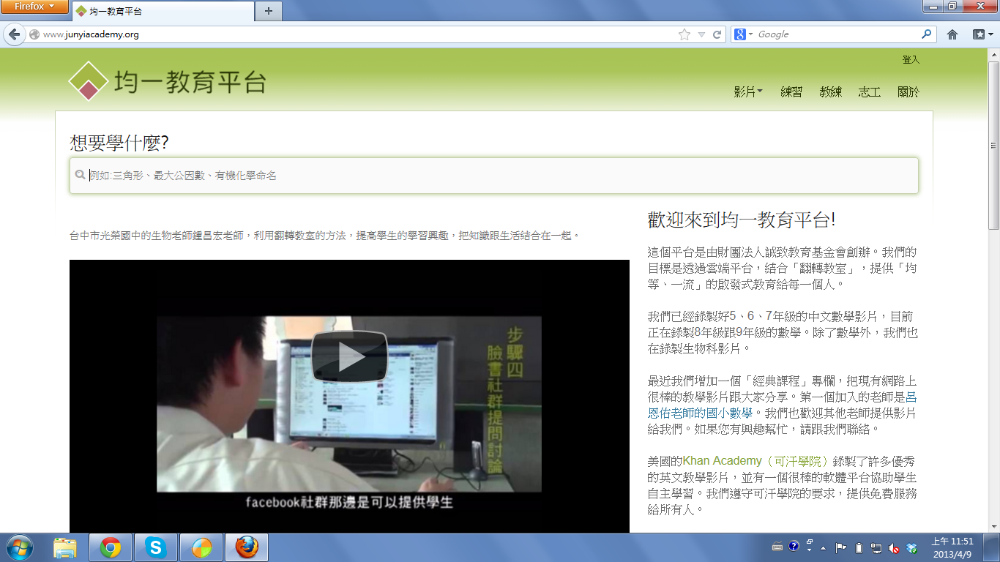 Firefox
均一教育平台
www.junyiacademy.org
Google
登入
均一教育平台
影片 練習 教練 志工 關於
想要學什麼?
例如:三角形、最大公因數、有機化學命名
台中市光榮國中的生物老師鍾昌宏老師，利用翻轉教室的方法，提高學生的學習興趣，把知識跟生活結合在一起。
步驟四
臉書社群提問討論
facebook社群那邊是可以提供學生
歡迎來到均一教育平台!
這個平台是由財團法人誠致教育基金會創辦。我們的
目標是透過雲端平台，結合「翻轉教室」，提供「均
等、一流」的啟發式教育給每一個人。
我們已經錄製好5、6、7年級的中文數學影片，目前
正在錄製8年級跟9年級的數學。除了數學外，我們也
在錄製生物科影片。
最近我們增加一個「經典課程」專欄，把現有網路上
很棒的教學影片跟大家分享。第一個加入的老師是呂
恩佑老師的國小數學。我們也歡迎其他老師提供影片
給我們。如果您有興趣幫忙，請跟我們聯絡。
美國的Khan Academy（可汗學院）錄製了許多優秀
的英文教學影片，並有一個很棒的軟體平台協助學生
自主學習。我們遵守可汗學院的要求，提供免費服務
給所有人。
上午 11:51
2013/4/9